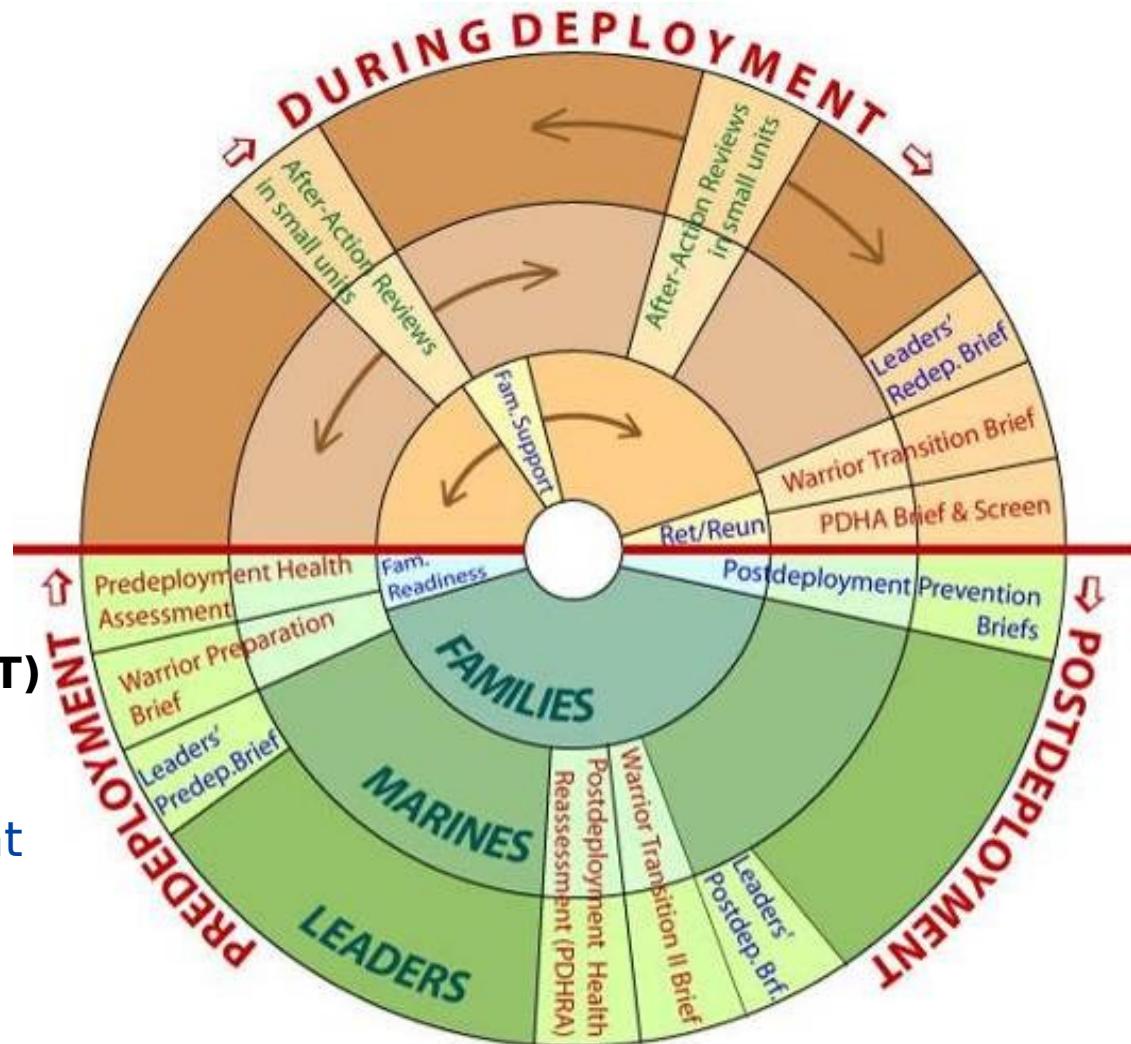 DURING DEPLOYMENT
After-Action Reviews
in small units
After-Action Reviews
in small units
Fam. Support
Leaders'
Redep. Brief
Warrior Transition Brief
PDHA Brief & Screen
Ret/Reun
Predeployment Health
Assessment
Fam.
Readiness
Postdeployment Prevention
Briefs
Warrior Preparation
Brief
Leaders'
Predep.Brief
T)
nt
PREDEPLOYMENT
FAMILIES
MARINES
LEADERS
Postdeployment Health
Reassessment (PDHRA)
Warrior Transition II Brief
Leaders'
Postdep. Brf.
POSTDEPLOYMENT